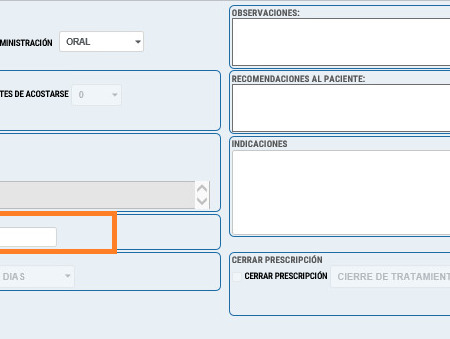 OBSERVACIONES:
MINISTRACIÓN ORAL
RECOMENDACIONES AL PACIENTE:
TES DE ACOSTARSE 0
INDICACIONES
CERRAR PRESCRIPCIÓN
DIAS
CERRAR PRESCRIPCIÓN CIERRE DE TRATAMIENT